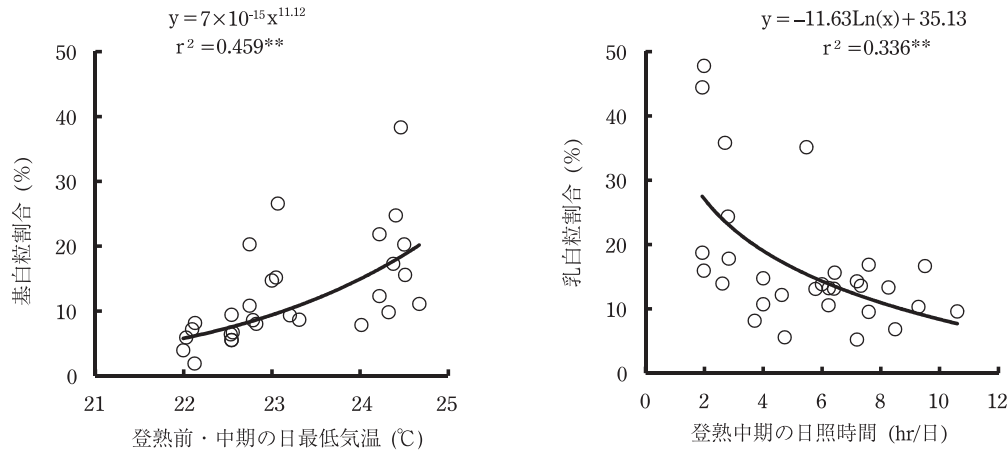 y=7×10⁻¹⁵x¹¹·¹²
r²=0.459**
50
40
30
20
10
0
基白粒割合 (%)
21 22 23 24 25
登熟前・中期の日最低気温 (℃)
y=−11.63Ln(x)+35.13
r²=0.336**
50
40
30
20
10
0
乳白粒割合 (%)
0 2 4 6 8 10 12
登熟中期の日照時間 (hr/日)